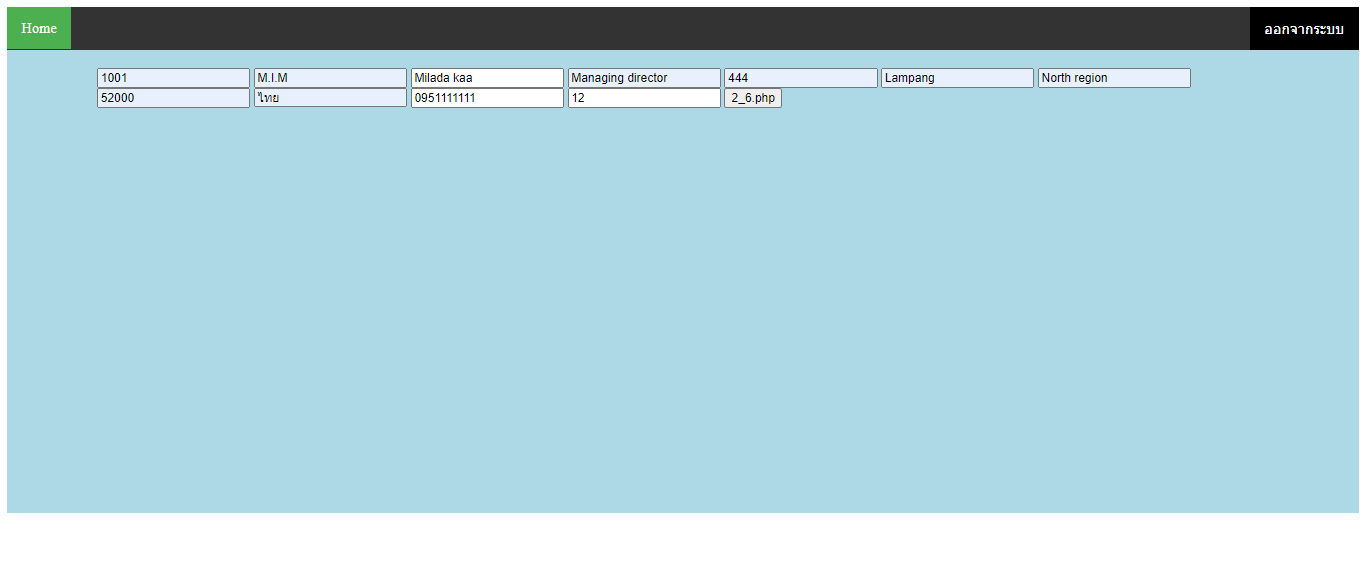 Home ออกจากระบบ
1001 M.I.M Milada kaa Managing director 444 Lampang North region
52000 ไทย 0951111111 12 2_6.php